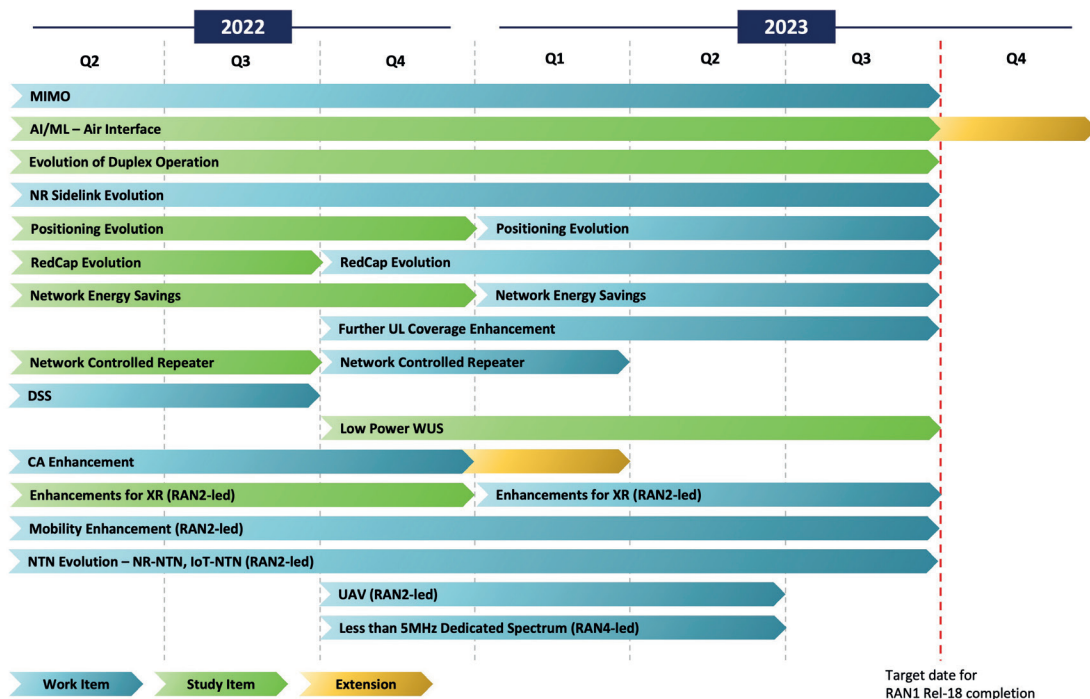 2022
2023
Q2 Q3 Q4 Q1 Q2 Q3 Q4
MIMO
AI/ML – Air Interface
Evolution of Duplex Operation
NR Sidelink Evolution
Positioning Evolution Positioning Evolution
RedCap Evolution RedCap Evolution
Network Energy Savings Network Energy Savings
Further UL Coverage Enhancement
Network Controlled Repeater Network Controlled Repeater
DSS
Low Power WUS
CA Enhancement
Enhancements for XR (RAN2-led) Enhancements for XR (RAN2-led)
Mobility Enhancement (RAN2-led)
NTN Evolution – NR-NTN, IoT-NTN (RAN2-led)
UAV (RAN2-led)
Less than 5MHz Dedicated Spectrum (RAN4-led)
Work Item Study Item Extension
Target date for
RAN1 Rel-18 completion